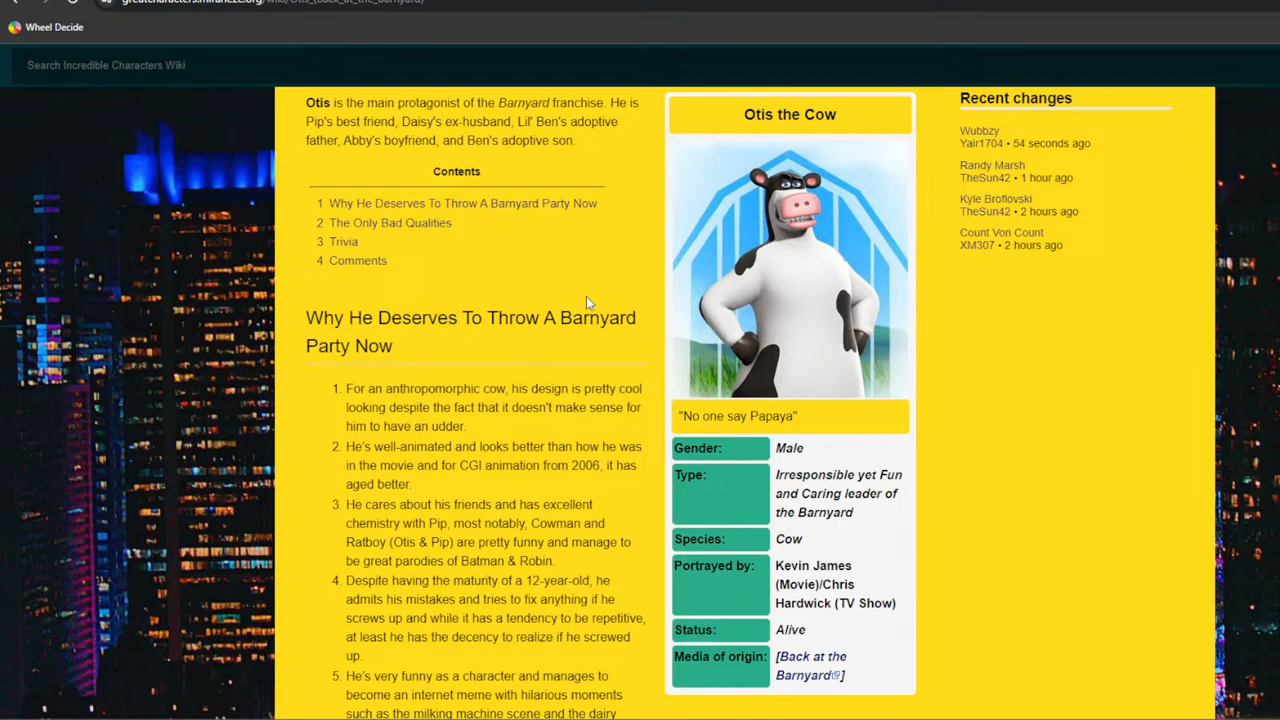 Wheel Decide
Search Incredible Characters Wiki
Otis is the main protagonist of the Barnyard franchise. He is
Pip's best friend, Daisy's ex-husband, Lil' Ben's adoptive
father, Abby's boyfriend, and Ben's adoptive son.
Contents
1 Why He Deserves To Throw A Barnyard Party Now
2 The Only Bad Qualities
3 Trivia
4 Comments
Why He Deserves To Throw A Barnyard
Party Now
1. For an anthropomorphic cow, his design is pretty cool
looking despite the fact that it doesn't make sense for
him to have an udder.
2. He's well-animated and looks better than how he was
in the movie and for CGI animation from 2006, it has
aged better.
3. He cares about his friends and has excellent
chemistry with Pip, most notably, Cowman and
Ratboy (Otis & Pip) are pretty funny and manage to
be great parodies of Batman & Robin.
4. Despite having the maturity of a 12-year-old, he
admits his mistakes and tries to fix anything if he
screws up and while it has a tendency to be repetitive,
at least he has the decency to realize if he screwed
up.
5. He's very funny as a character and manages to
become an internet meme with hilarious moments
such as the milking machine scene and the dairy
Otis the Cow
"No one say Papaya"
Gender: Male
Type: Irresponsible yet Fun
and Caring leader of
the Barnyard
Species: Cow
Portrayed by: Kevin James
(Movie)/Chris
Hardwick (TV Show)
Status: Alive
Media of origin: [Back at the
Barnyard]
Recent changes
Wubbzy
Yair1704 • 54 seconds ago
Randy Marsh
TheSun42 • 1 hour ago
Kyle Broflovski
TheSun42 • 2 hours ago
Count Von Count
XM307 • 2 hours ago